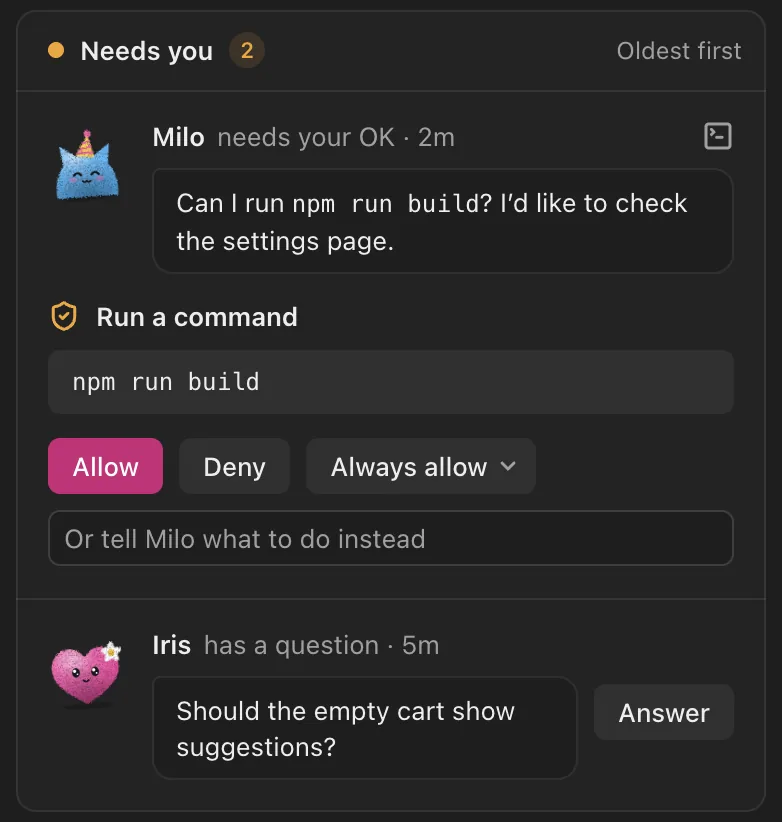 Needs you 2
Oldest first
Milo needs your OK · 2m
Can I run npm run build? I’d like to check
the settings page.
Run a command
npm run build
Allow
Deny
Always allow
Or tell Milo what to do instead
Iris has a question · 5m
Should the empty cart show
suggestions?
Answer